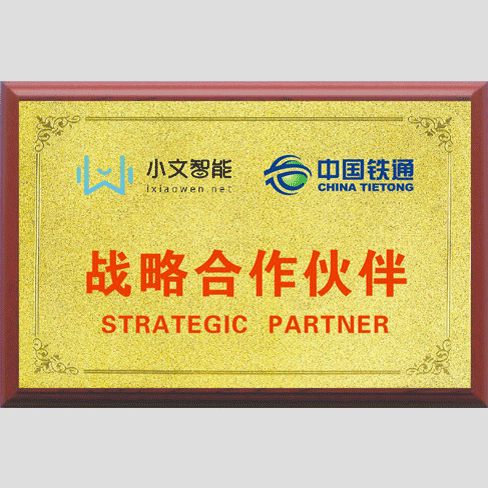 小文智能
ixiaowen.net
中国铁通
CHINA TIETONG
战略合作伙伴
STRATEGIC PARTNER